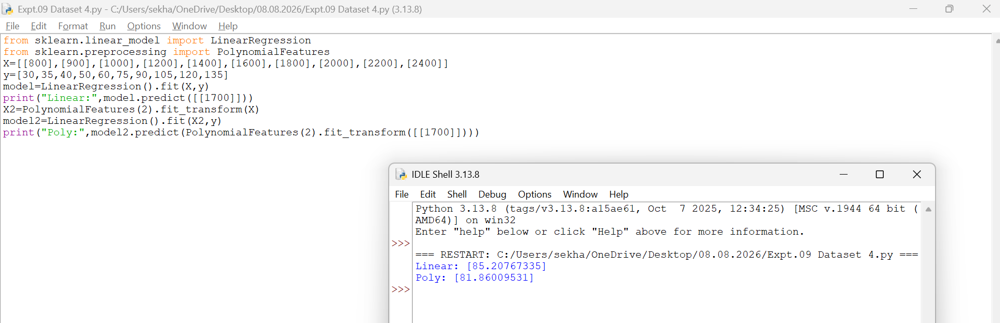 Expt.09 Dataset 4.py - C:/Users/sekha/OneDrive/Desktop/08.08.2026/Expt.09 Dataset 4.py (3.13.8)
File Edit Format Run Options Window Help
from sklearn.linear_model import LinearRegression
from sklearn.preprocessing import PolynomialFeatures
X=[[800],[900],[1000],[1200],[1400],[1600],[1800],[2000],[2200],[2400]]
y=[30,35,40,50,60,75,90,105,120,135]
model=LinearRegression().fit(X,y)
print("Linear:",model.predict([[1700]]))
X2=PolynomialFeatures(2).fit_transform(X)
model2=LinearRegression().fit(X2,y)
print("Poly:",model2.predict(PolynomialFeatures(2).fit_transform([[1700]])))
IDLE Shell 3.13.8
File Edit Shell Debug Options Window Help
Python 3.13.8 (tags/v3.13.8:a15ae61, Oct  7 2025, 12:34:25) [MSC v.1944 64 bit (
AMD64)] on win32
Enter "help" below or click "Help" above for more information.
>>>
=== RESTART: C:/Users/sekha/OneDrive/Desktop/08.08.2026/Expt.09 Dataset 4.py ===
Linear: [85.20767335]
Poly: [81.86009531]
>>>